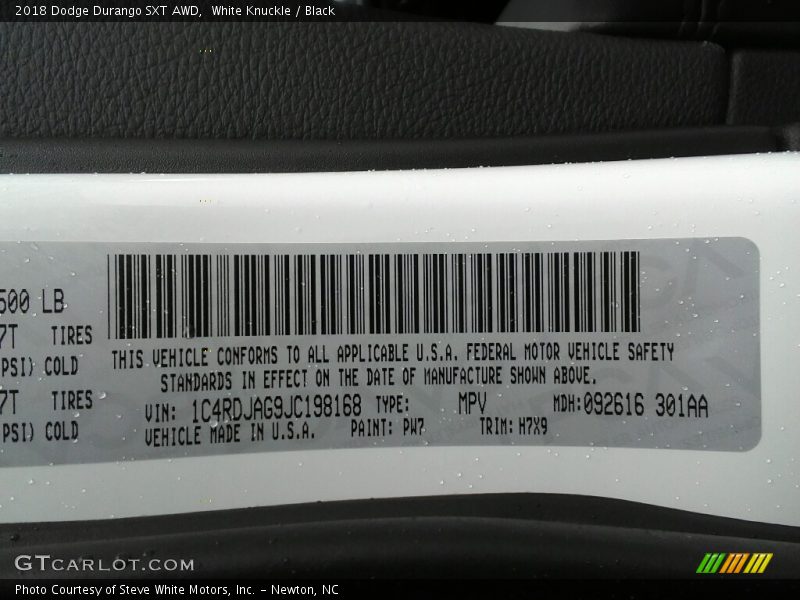 2018 Dodge Durango SXT AWD,  White Knuckle / Black
500 LB
7T TIRES
PSI) COLD
7T TIRES
PSI) COLD
THIS VEHICLE CONFORMS TO ALL APPLICABLE U.S.A. FEDERAL MOTOR VEHICLE SAFETY
STANDARDS IN EFFECT ON THE DATE OF MANUFACTURE SHOWN ABOVE.
VIN: 1C4RDJAG9JC198168 TYPE: MPV MDH:092616 301AA
VEHICLE MADE IN U.S.A. PAINT: PW7 TRIM: H7X9
GTCARLOT.COM
Photo Courtesy of Steve White Motors, Inc. – Newton, NC